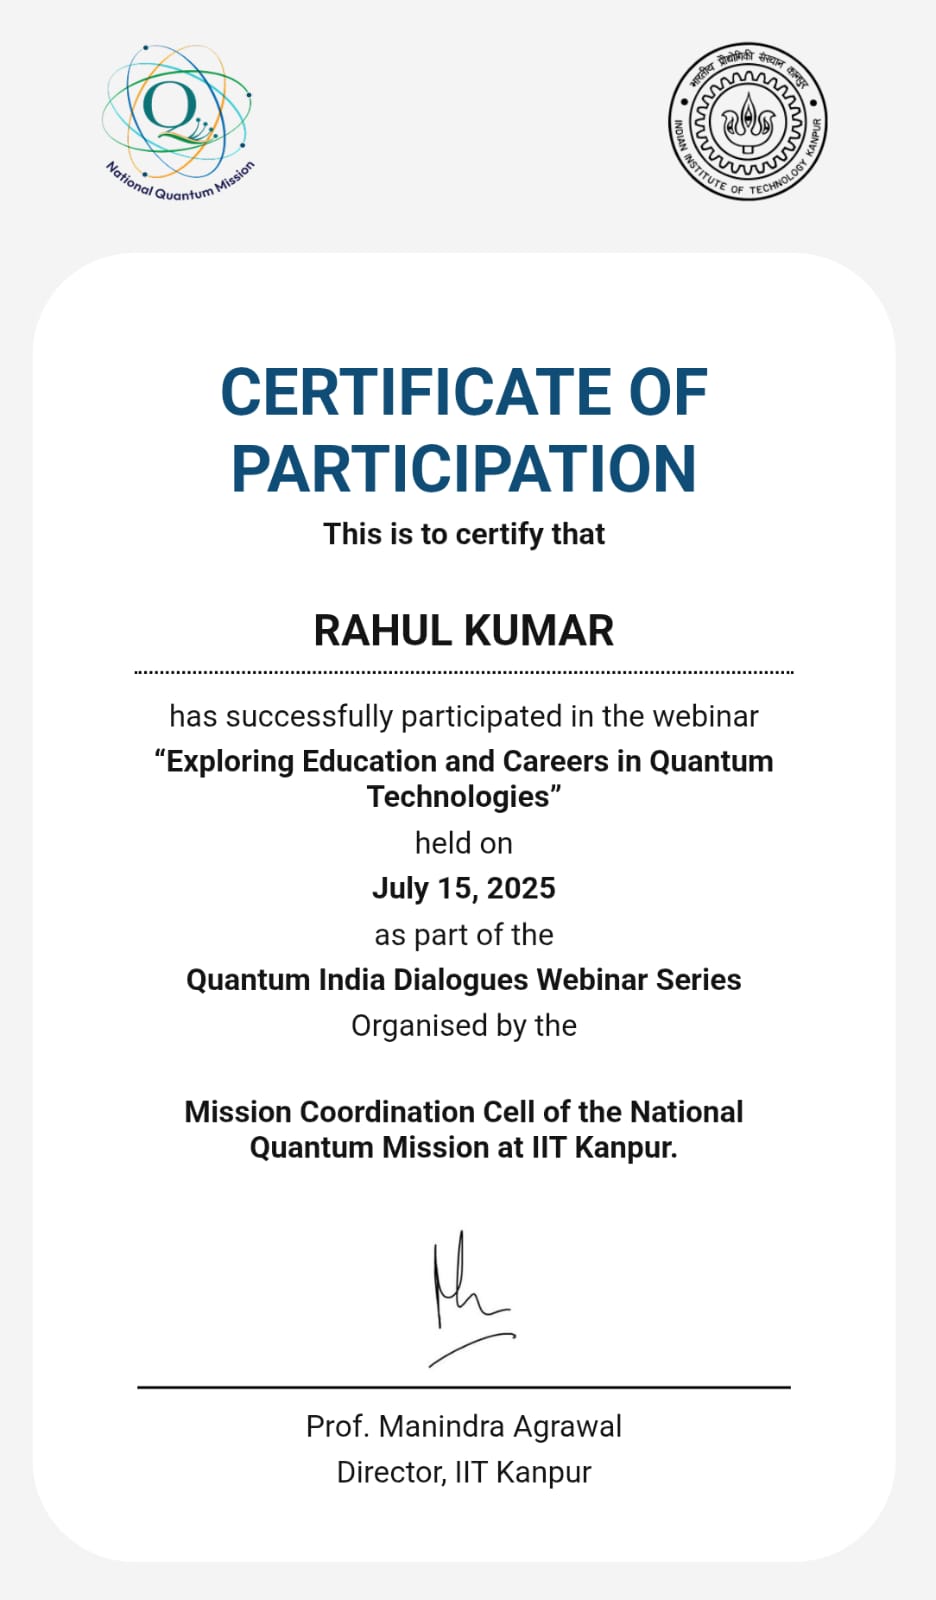 National Quantum Mission
भारतीय प्रौद्योगिकी संस्थान कानपुर
INDIAN INSTITUTE OF TECHNOLOGY KANPUR
CERTIFICATE OF
PARTICIPATION
This is to certify that
RAHUL KUMAR
has successfully participated in the webinar
“Exploring Education and Careers in Quantum
Technologies”
held on
July 15, 2025
as part of the
Quantum India Dialogues Webinar Series
Organised by the
Mission Coordination Cell of the National
Quantum Mission at IIT Kanpur.
Prof. Manindra Agrawal
Director, IIT Kanpur